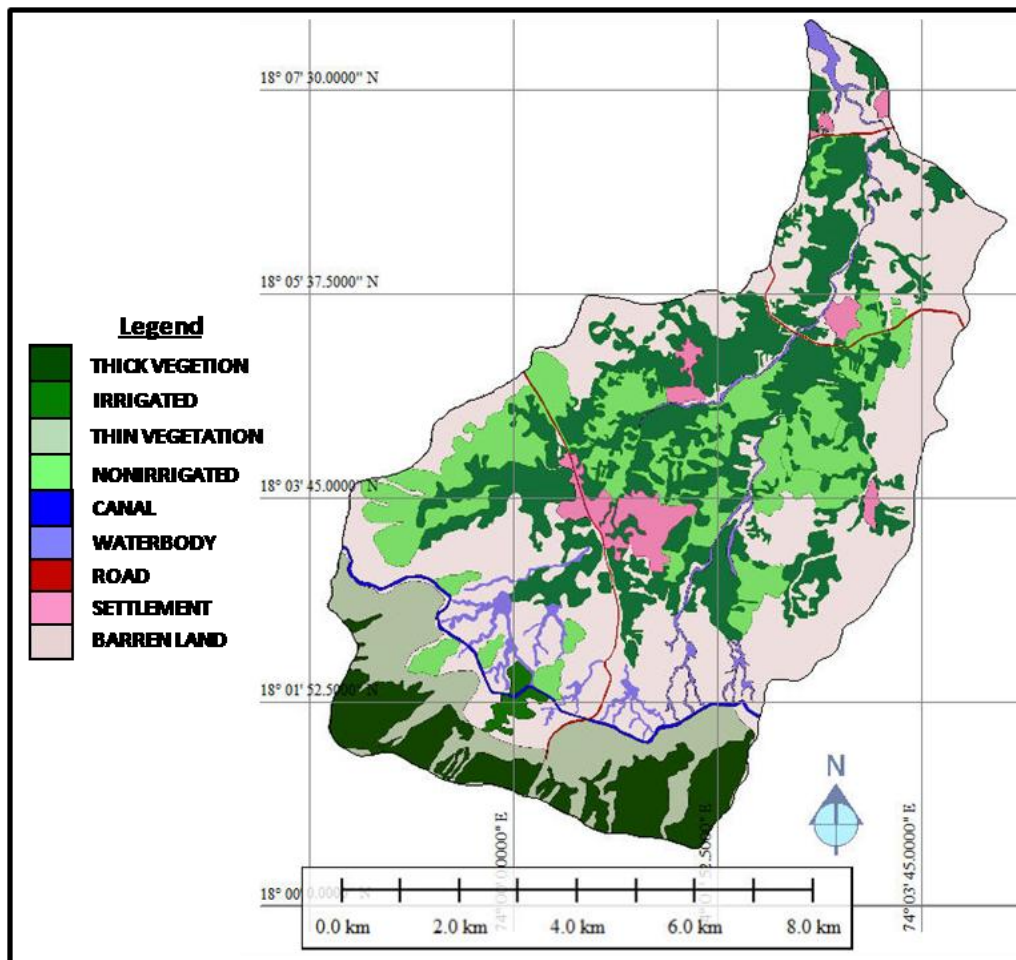 18° 07' 30.0000" N
18° 05' 37.5000" N
Legend
THICK VEGETION
IRRIGATED
THIN VEGETATION
NONIRRIGATED
CANAL
WATERBODY
ROAD
SETTLEMENT
BARREN LAND
18° 03' 45.0000" N
18° 01' 52.5000" N
N
74° 03' 45.0000" E
0.0 km 2.0 km 4.0 km 6.0 km 8.0 km